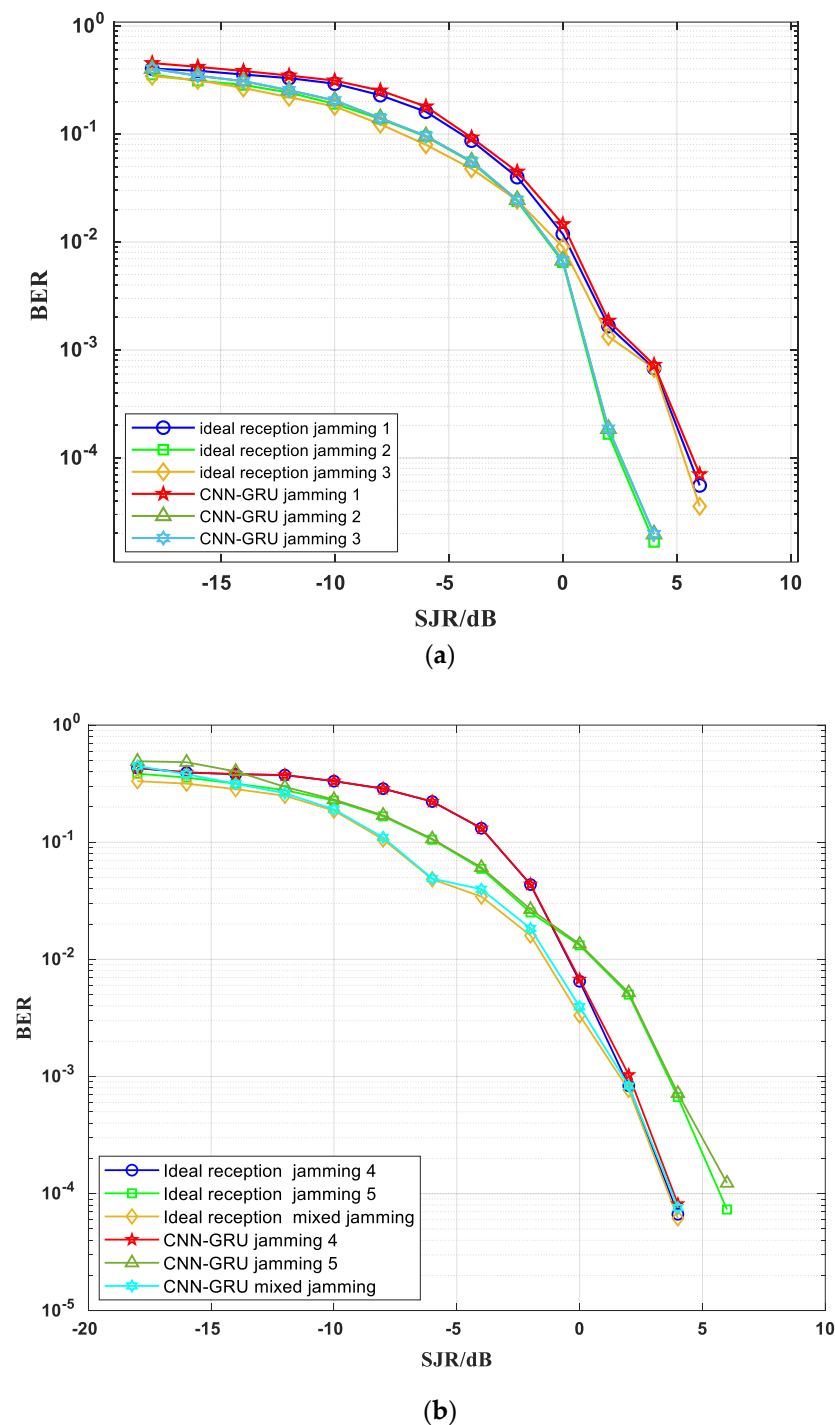 10^0
10^-1
10^-2
10^-3
10^-4
BER
ideal reception jamming 1
ideal reception jamming 2
ideal reception jamming 3
CNN-GRU jamming 1
CNN-GRU jamming 2
CNN-GRU jamming 3
-15 -10 -5 0 5 10
SJR/dB
(a)
10^0
10^-1
10^-2
10^-3
10^-4
10^-5
BER
Ideal reception jamming 4
Ideal reception jamming 5
Ideal reception mixed jamming
CNN-GRU jamming 4
CNN-GRU jamming 5
CNN-GRU mixed jamming
-20 -15 -10 -5 0 5 10
SJR/dB
(b)